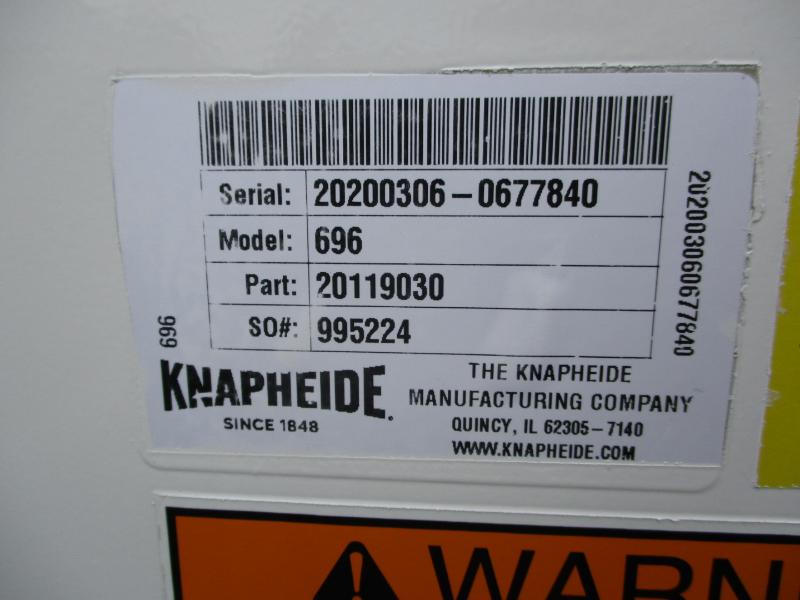 Serial: 20200306-0677840
Model: 696
Part: 20119030
SO#: 995224
202003060677840
696
KNAPHEIDE
SINCE 1848
THE KNAPHEIDE
MANUFACTURING COMPANY
QUINCY, IL 62305-7140
WWW.KNAPHEIDE.COM
WARN